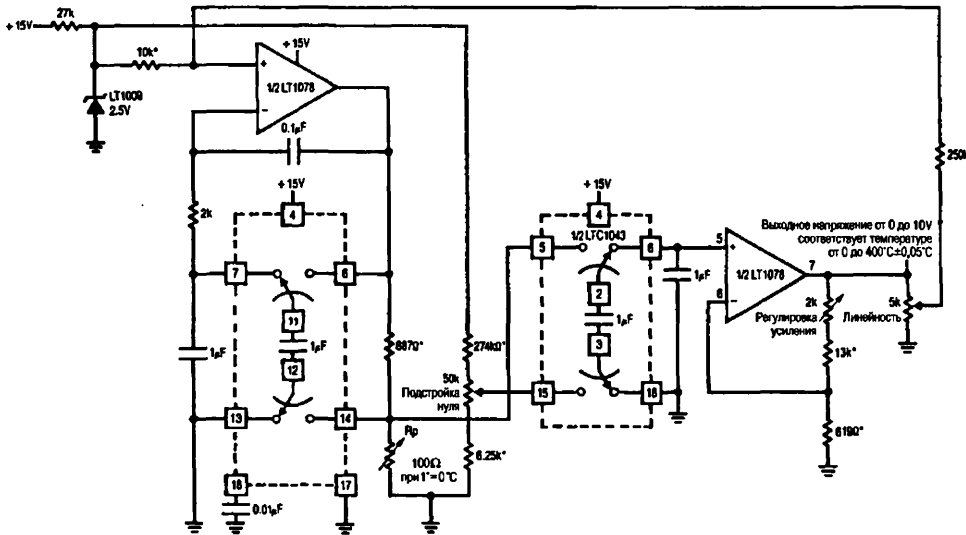 27k
+ 15V
10k*
+ 15V
1/2 LT1078
+
−
LT1009
2.5V
0.1µF
250k
2k
+ 15V
4
7
6
11
1µF
12
1µF
13
14
16
17
0.01µF
887Ω*
274kΩ*
50k
Подстройка
нуля
Rp
100Ω
при 1°=0°C
6.25k*
+ 15V
4
1/2 LTC1043
5
6
2
1µF
3
15
16
1µF
5
+
6
−
7
1/2 LT1078
Выходное напряжение от 0 до 10V
соответствует температуре
от 0 до 400°C±0,05°C
2k
Регулировка
усиления
5k
Линейность
13k*
619Ω*